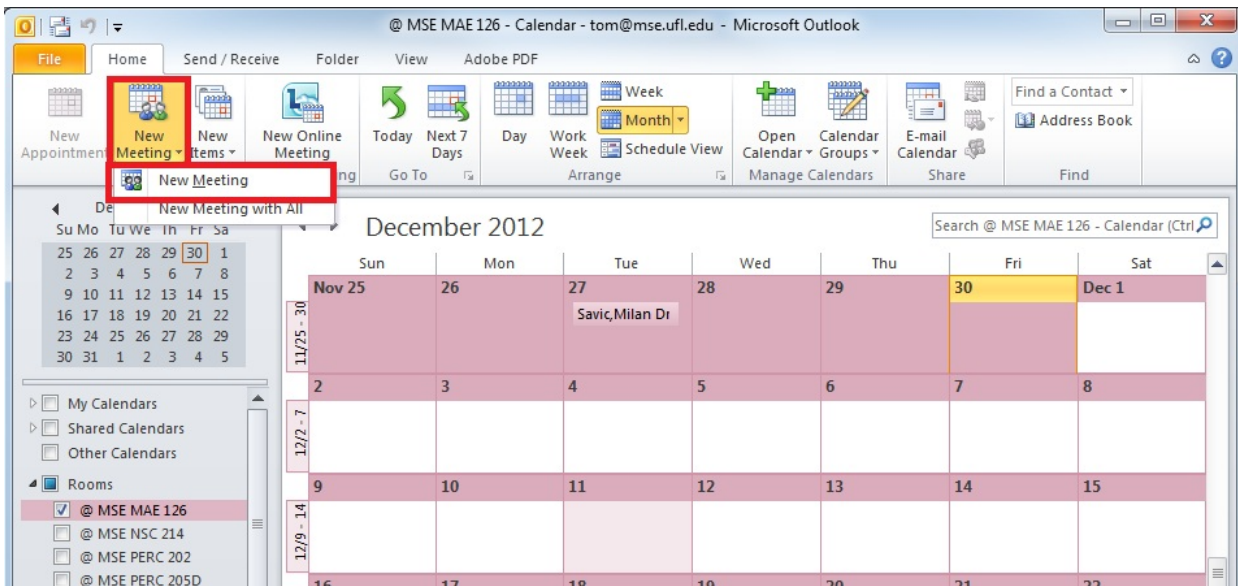 @ MSE MAE 126 - Calendar - tom@mse.ufl.edu - Microsoft Outlook
File Home Send / Receive Folder View Adobe PDF
New Appointment
New Meeting
New Items
New Online Meeting
Today
Next 7 Days
Day
Work Week
Week
Month
Schedule View
Open Calendar
Calendar Groups
E-mail Calendar
Find a Contact
Address Book
Go To Arrange Manage Calendars Share Find
New Meeting
New Meeting with All
Su Mo Tu We Th Fr Sa
25 26 27 28 29 30 1
2 3 4 5 6 7 8
9 10 11 12 13 14 15
16 17 18 19 20 21 22
23 24 25 26 27 28 29
30 31 1 2 3 4 5
My Calendars
Shared Calendars
Other Calendars
Rooms
@ MSE MAE 126
@ MSE NSC 214
@ MSE PERC 202
@ MSE PERC 205D
December 2012
Search @ MSE MAE 126 - Calendar (Ctrl
Sun Mon Tue Wed Thu Fri Sat
11/25 - 30
Nov 25 26 27 28 29 30 Dec 1
Savic,Milan Dr
12/2 - 7
2 3 4 5 6 7 8
12/9 - 14
9 10 11 12 13 14 15
16 17 18 19 20 21 22